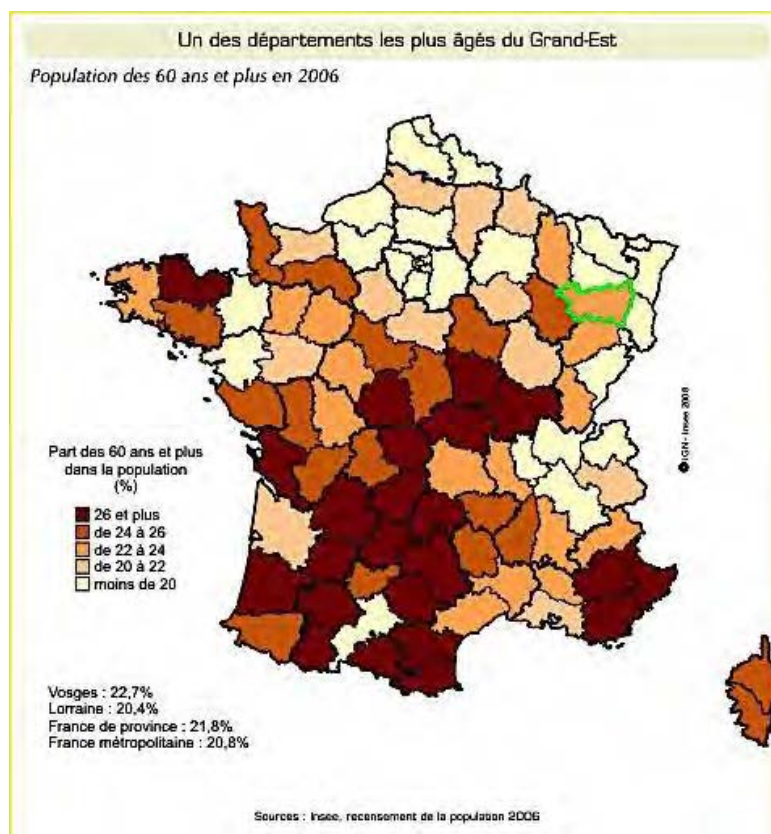 Un des départements les plus âgés du Grand-Est
Population des 60 ans et plus en 2006
Part des 60 ans et plus
dans la population
(%)
26 et plus
de 24 à 26
de 22 à 24
de 20 à 22
moins de 20
© IGN - Insee 2008
Vosges : 22,7%
Lorraine : 20,4%
France de province : 21,8%
France métropolitaine : 20,8%
Sources : Insee, recensement de la population 2006